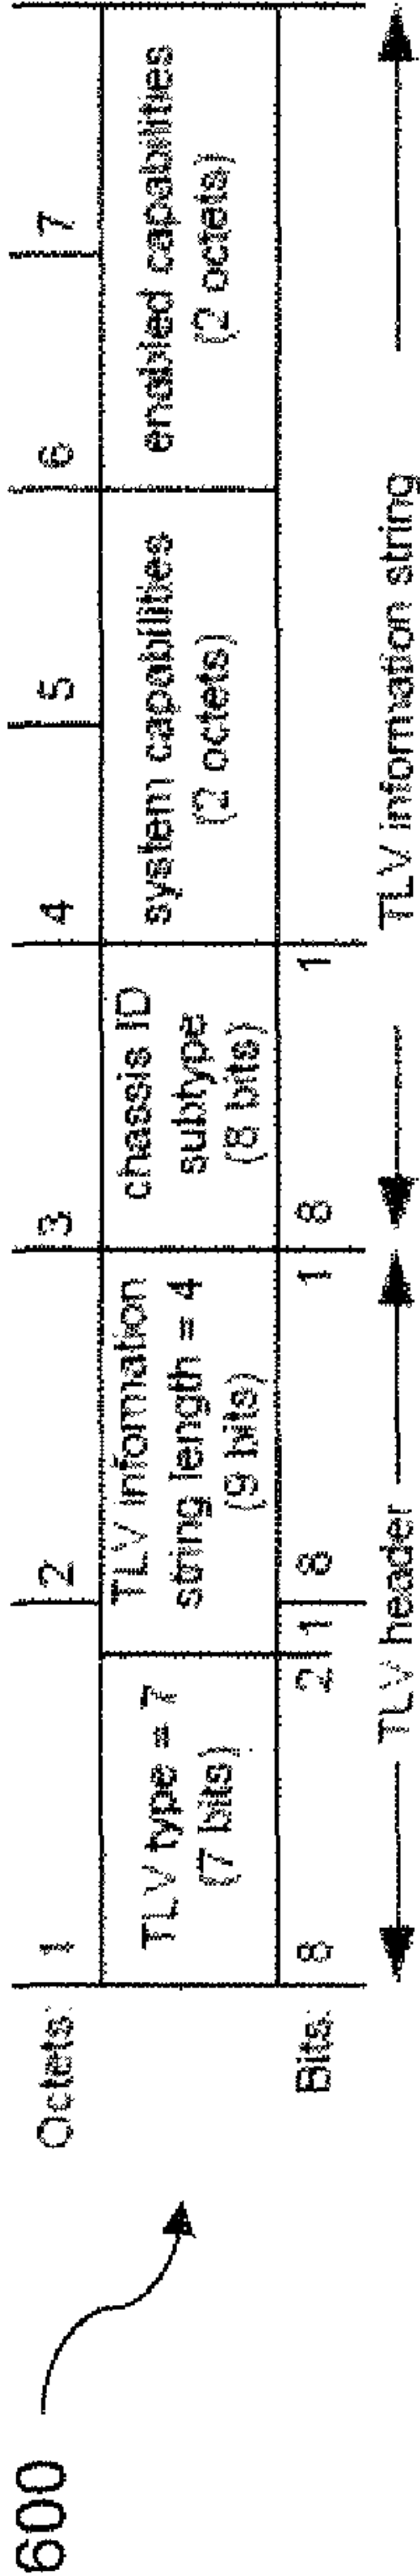 600
Octets:
1 2 3 4 5 6 7
TLV type = 7
(7 bits)
TLV infomation
string length = 4
(9 bits)
chassis ID
subtype
(8 bits)
system capabilities
(2 octets)
enabled capabilities
(2 octets)
Bits:
8 2 1 8 1 8 1
TLV header
TLV information string